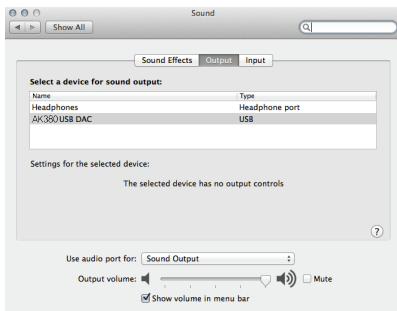 Sound
Show All
Sound Effects Output Input
Select a device for sound output:
Name Type
Headphones Headphone port
AK380 USB DAC USB
Settings for the selected device:
The selected device has no output controls
?
Use audio port for: Sound Output
Output volume: Mute
Show volume in menu bar